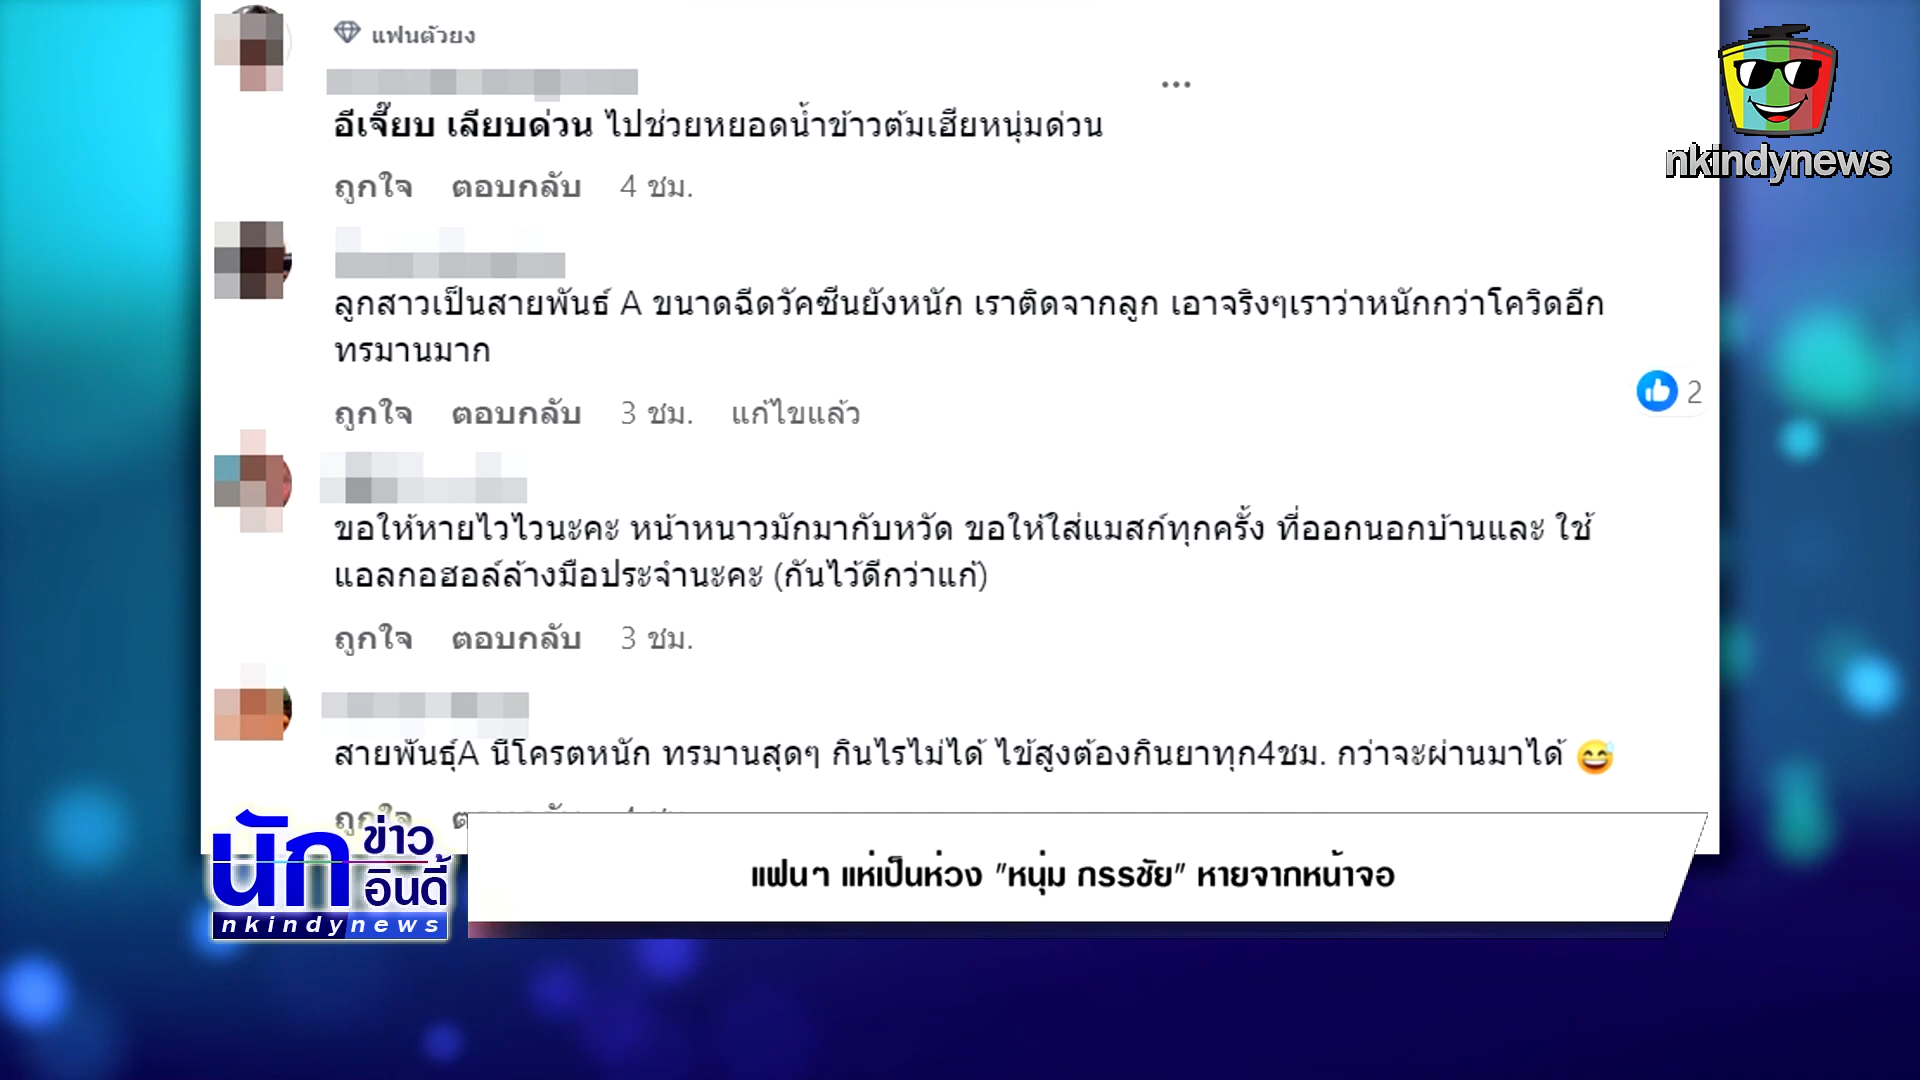 แฟนตัวยง
อีเจี๊ยบ เลียบด่วน ไปช่วยหยอดน้ำข้าวต้มเฮียหนุ่มด่วน
ถูกใจ ตอบกลับ 4 ชม.
ลูกสาวเป็นสายพันธ์ A ขนาดฉีดวัคซีนยังหนัก เราติดจากลูก เอาจริงๆเราว่าหนักกว่าโควิดอีก
ทรมานมาก
ถูกใจ ตอบกลับ 3 ชม. แก้ไขแล้ว
2
ขอให้หายไวไวนะคะ หน้าหนาวมักมากับหวัด ขอให้ใส่แมสก์ทุกครั้ง ที่ออกนอกบ้านและ ใช้
แอลกอฮอล์ล้างมือประจำนะคะ (กันไว้ดีกว่าแก้)
ถูกใจ ตอบกลับ 3 ชม.
สายพันธุ์A นี่โครตหนัก ทรมานสุดๆ กินไรไม่ได้ ไข้สูงต้องกินยาทุก4ชม. กว่าจะผ่านมาได้ 😅
ถูกใจ
nkindynews
นักข่าวอินดี้
nkindynews
แฟนๆ แห่เป็นห่วง "หนุ่ม กรรชัย" หายจากหน้าจอ